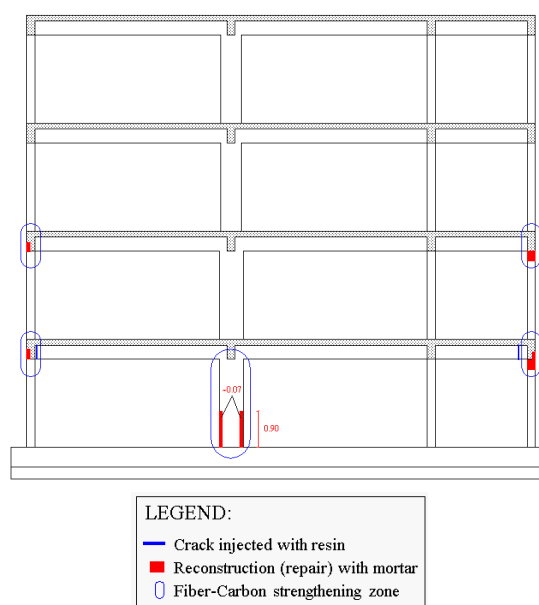 +0.07
0.90
LEGEND:
Crack injected with resin
Reconstruction (repair) with mortar
Fiber-Carbon strengthening zone